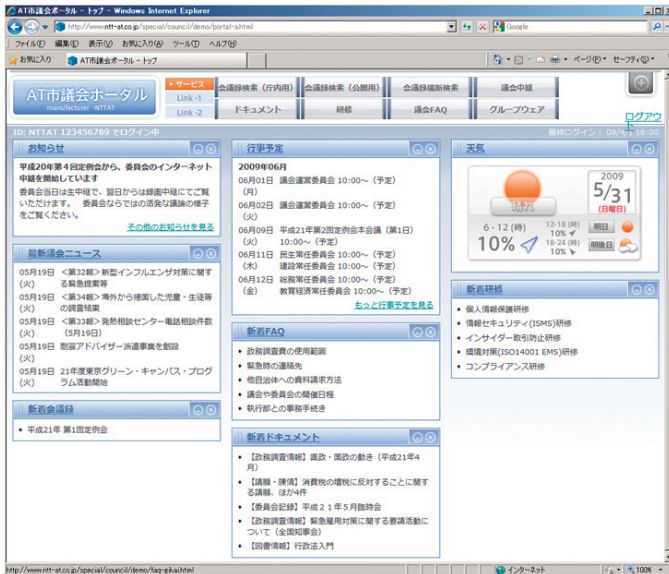 AT市議会ポータル - トップ - Windows Internet Explorer
http://www.ntt-at.co.jp/special/council/demo/portal-a.html
Google
ファイル(F) 編集(E) 表示(V) お気に入り(A) ツール(T) ヘルプ(H)
お気に入り AT市議会ポータル - トップ
ページ(P) セーフティ(S)
AT市議会ポータル
manufacturer -NTTAT
サービス
Link -1
Link -2
会議録検索（庁内用） 会議録検索（公開用） 会議録横断検索 議会中継
ドキュメント 研修 議会FAQ グループウェア
ログアウト
ID: NTTAT 123456789 でログイン中
お知らせ
平成20年第4回定例会から、委員会のインターネット
中継を開始しています
委員会当日は生中継で、翌日からは録画中継にてご覧
いただけます。 委員会ならではの活発な議論の様子
をご覧ください。
その他のお知らせを見る
最新議会ニュース
05月19日 ＜第32報＞新型インフルエンザ対策に関す
(火) る緊急提案等
05月19日 ＜第34報＞海外から帰国した児童・生徒等
(火) の調査結果
05月19日 ＜第33報＞発熱相談センター電話相談件数
(火) （5月19日）
05月19日 耐震アドバイザー派遣事業を創設
(火)
05月19日 21年度東京グリーン・キャンパス・プログ
(火) ラム活動開始
新着会議録
• 平成21年 第1回定例会
行事予定
2009年06月
06月01日 議会運営委員会 10:00～（予定）
(月)
06月02日 議会運営委員会 10:00～（予定）
(火)
06月09日 平成21年第2回定例会本会議（第1日）
(火) 10:00～（予定）
06月11日 民生常任委員会 10:00～（予定）
(木) 建設常任委員会 10:00～（予定）
06月12日 総務常任委員会 10:00～（予定）
(金) 教育経済常任委員会 10:00～（予定）
もっと行事予定を見る
新着FAQ
• 政務調査費の使用範囲
• 緊急時の連絡先
• 他自治体への資料請求方法
• 議会や委員会の開催日程
• 執行部との事務手続き
新着ドキュメント
• 【政務調査情報】県政・国政の動き（平成21年4
月）
• 【請願・陳情】消費税の増税に反対することに関す
る請願、ほか4件
• 【委員会記録】平成２１年５月臨時会
• 【政務調査情報】緊急雇用対策に関する要請活動に
ついて（全国知事会）
• 【図書情報】行政法入門
最終ログイン：
18:00
天気
2009
5/31
(日曜日)
6 - 12 (時)
10%
12-18 (時)
10%
18-24 (時)
10%
明日
明後日
新着研修
• 個人情報保護研修
• 情報セキュリティ(ISMS)研修
• インサイダー取引防止研修
• 環境対策(ISO14001 EMS)研修
• コンプライアンス研修
http://www.ntt-at.co.jp/special/council/demo/faq-gikai.html
インターネット
100%